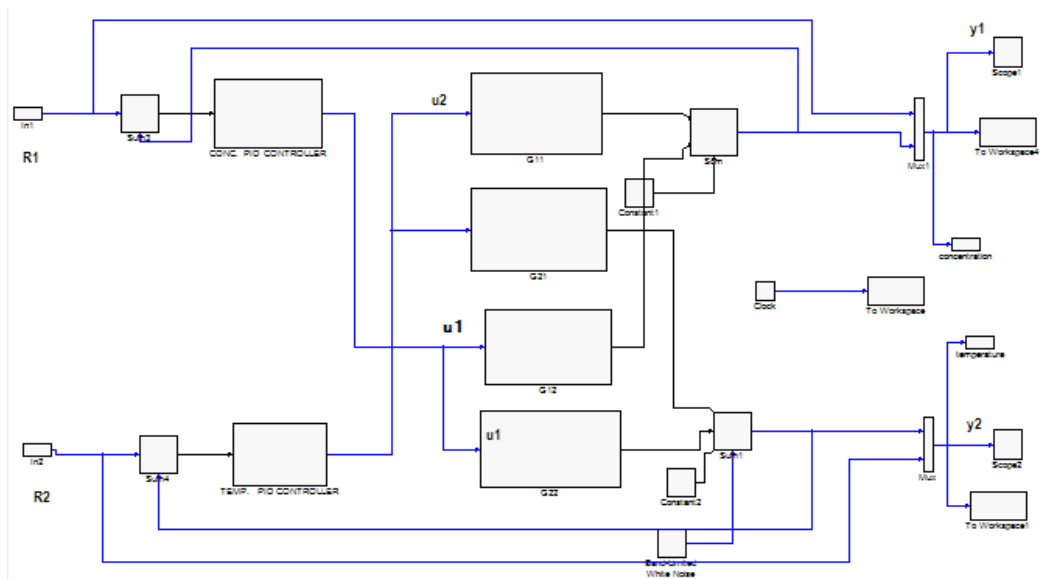 y1
Scope1
u2
In1
Sum3
CONC. PID CONTROLLER
G11
Sum
Mux1
To Workspace4
R1
Constant1
G21
concentration
Clock
To Workspace
u1
G12
temperature
u1
y2
In2
Sum4
Sum1
Scope2
R2
TEMP. PID CONTROLLER
G22
Constant2
Mux
To Workspace1
Band-Limited
White Noise